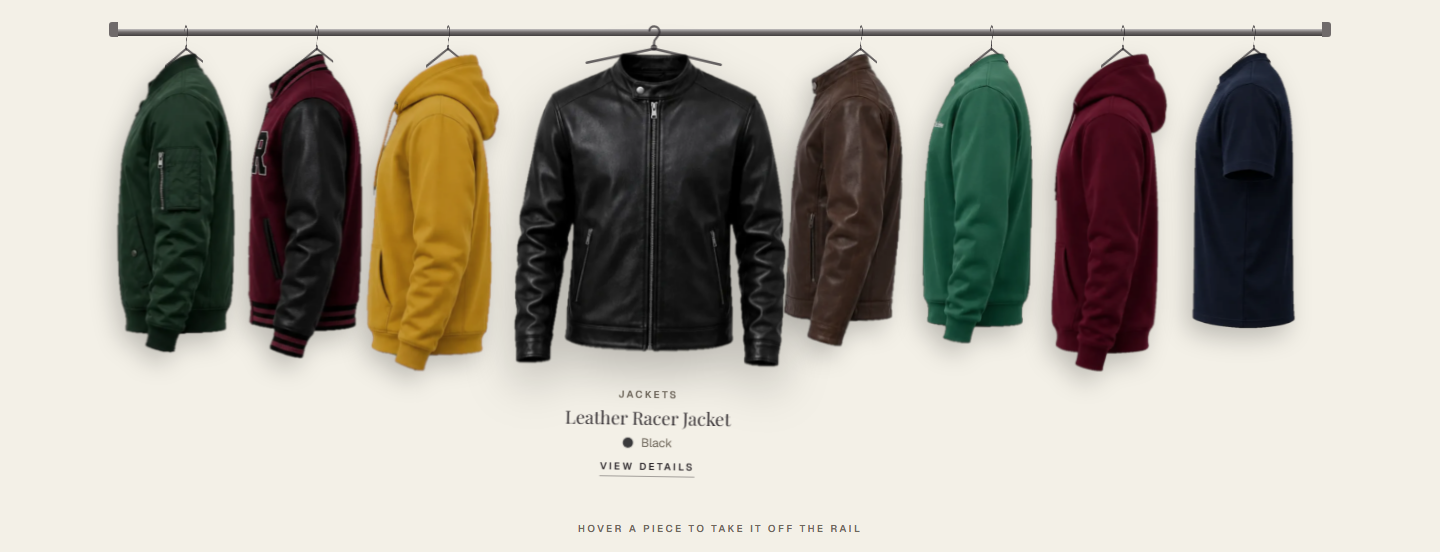 R
JACKETS
Leather Racer Jacket
Black
VIEW DETAILS
HOVER A PIECE TO TAKE IT OFF THE RAIL